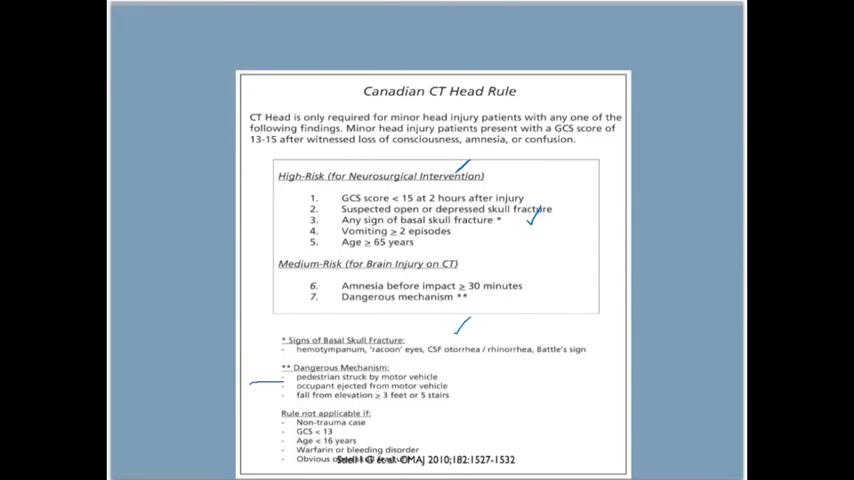 Canadian CT Head Rule
CT Head is only required for minor head injury patients with any one of the
following findings. Minor head injury patients present with a GCS score of
13-15 after witnessed loss of consciousness, amnesia, or confusion.
High-Risk (for Neurosurgical Intervention)
1. GCS score < 15 at 2 hours after injury
2. Suspected open or depressed skull fracture
3. Any sign of basal skull fracture *
4. Vomiting ≥ 2 episodes
5. Age ≥ 65 years
Medium-Risk (for Brain Injury on CT)
6. Amnesia before impact ≥ 30 minutes
7. Dangerous mechanism **
* Signs of Basal Skull Fracture:
- hemotympanum, 'racoon' eyes, CSF otorrhea / rhinorrhea, Battle's sign
** Dangerous Mechanism:
- pedestrian struck by motor vehicle
- occupant ejected from motor vehicle
- fall from elevation ≥ 3 feet or 5 stairs
Rule not applicable if:
- Non-trauma case
- GCS < 13
- Age < 16 years
- Warfarin or bleeding disorder
- Obvious
et al. CMAJ 2010;182:1527-1532